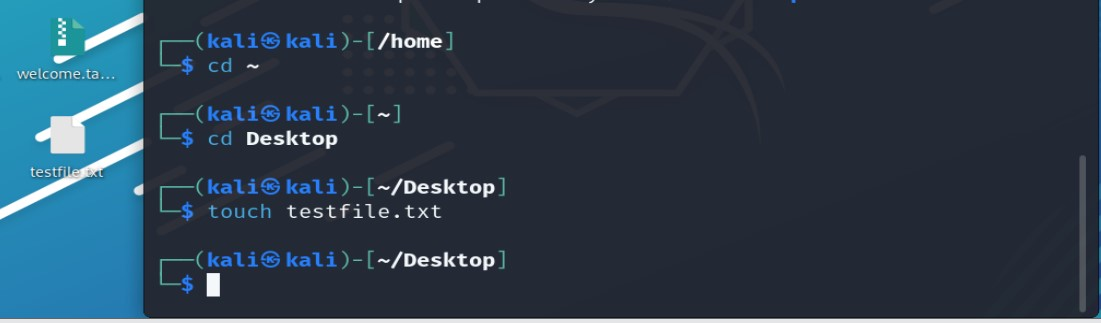 welcome.ta...
testfile.txt
┌──(kali㉿kali)-[/home]
└─$ cd ~
┌──(kali㉿kali)-[~]
└─$ cd Desktop
┌──(kali㉿kali)-[~/Desktop]
└─$ touch testfile.txt
┌──(kali㉿kali)-[~/Desktop]
└─$